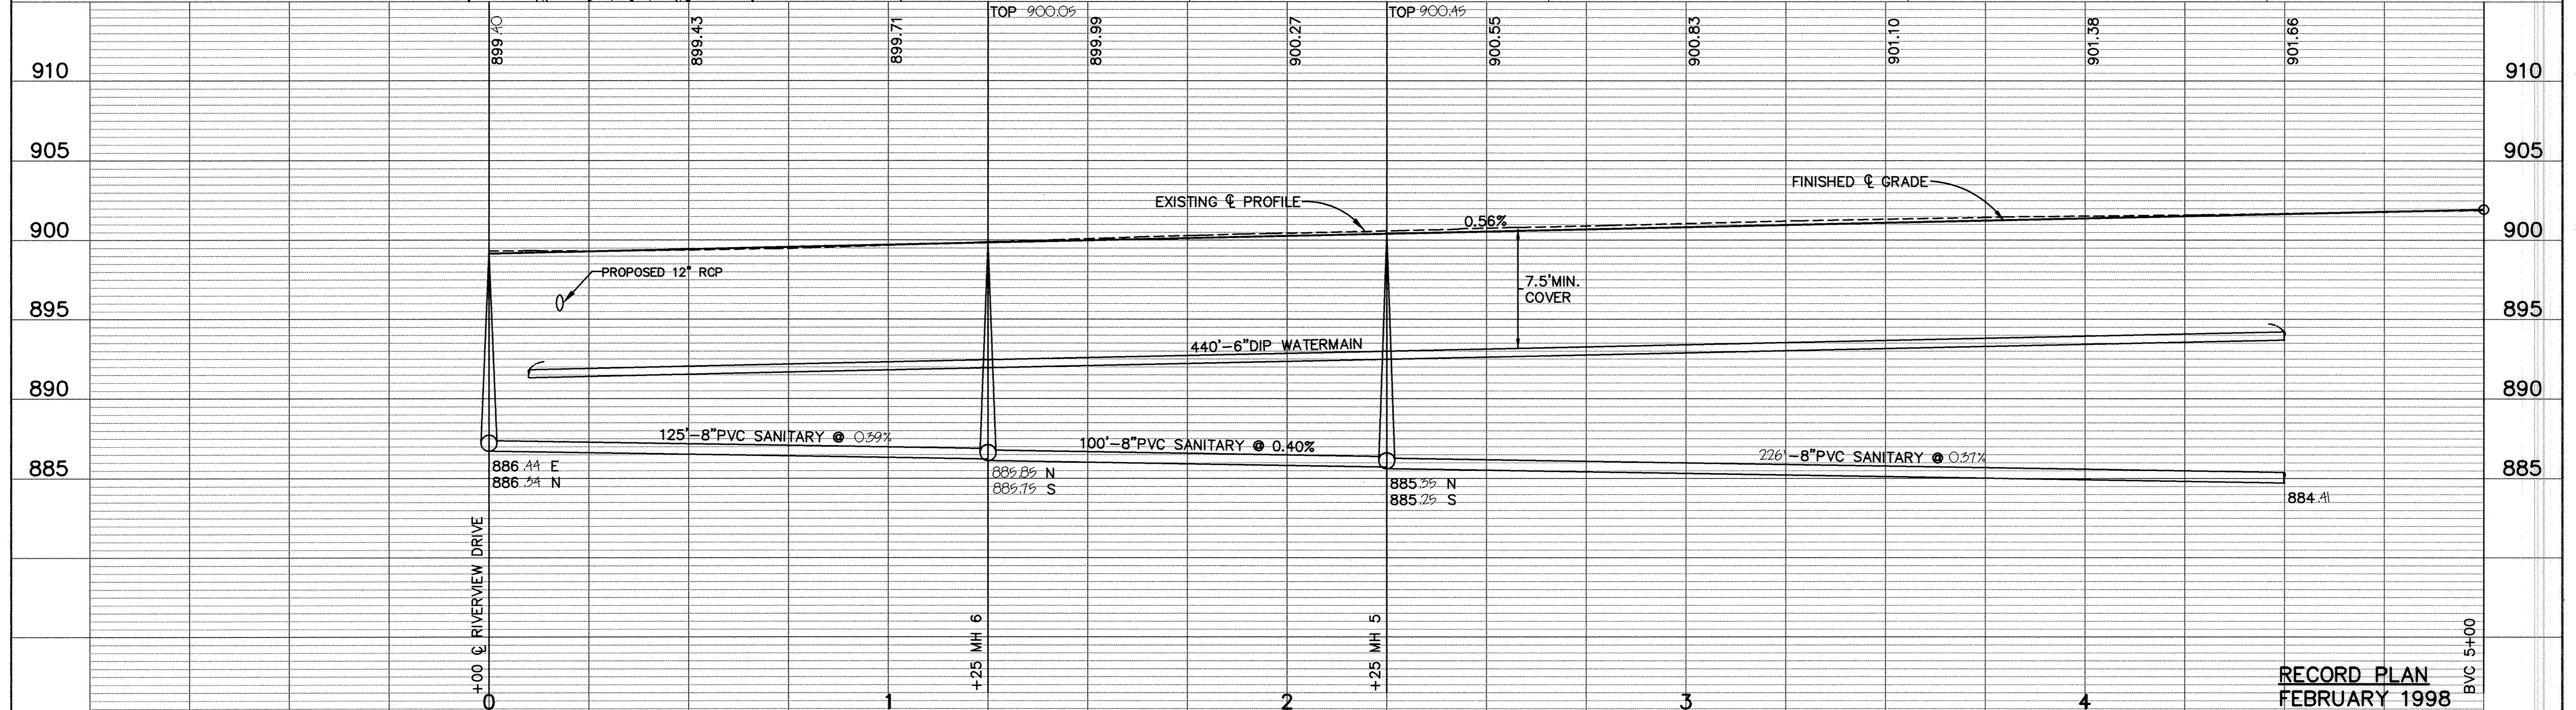 TOP 900.05
TOP 900.45
899.40
899.43
899.71
899.99
900.27
900.55
900.83
901.10
901.38
901.66
910
910
905
905
FINISHED ℄ GRADE
EXISTING ℄ PROFILE
0.56%
900
900
PROPOSED 12" RCP
7.5'MIN.
COVER
895
895
440'-6"DIP WATERMAIN
890
890
125'-8"PVC SANITARY @ 0.39%
100'-8"PVC SANITARY @ 0.40%
226'-8"PVC SANITARY @ 0.37%
885
885
886.44 E
886.34 N
885.85 N
885.75 S
885.35 N
885.25 S
884.41
+00 ℄ RIVERVIEW DRIVE
+25 MH 6
+25 MH 5
BVC 5+00
RECORD PLAN
FEBRUARY 1998
0
1
2
3
4